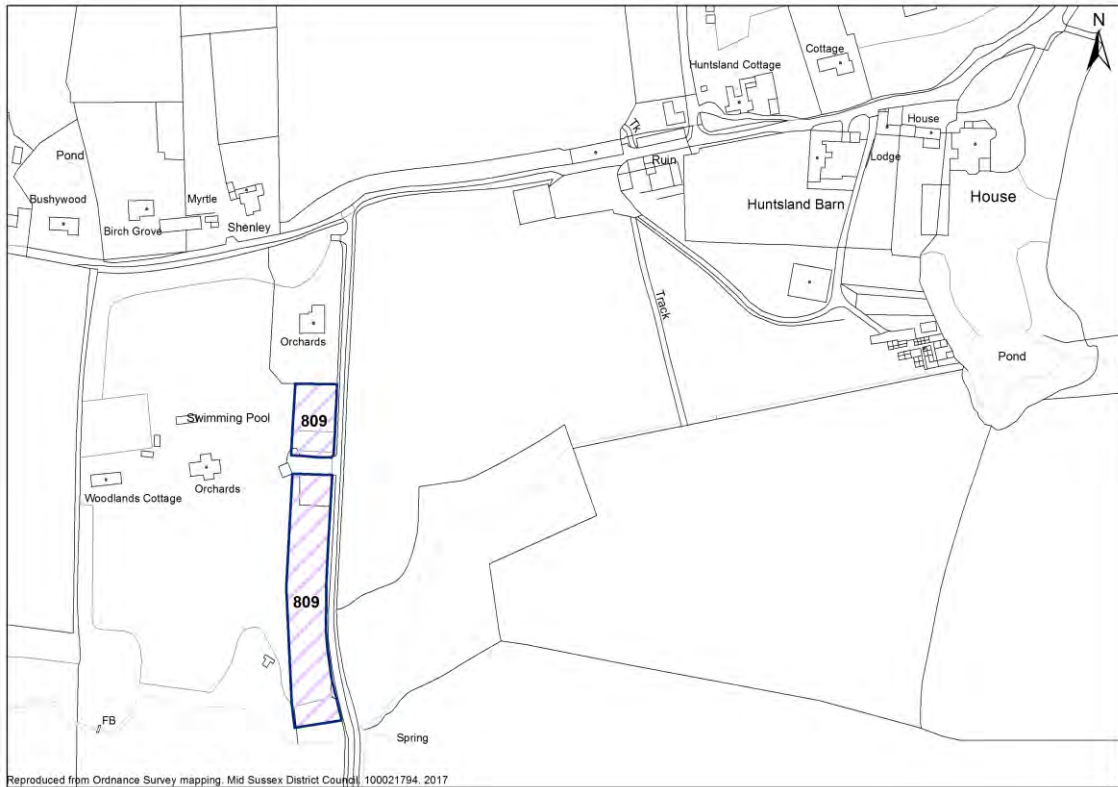 N
Cottage
Huntsland Cottage
House
Tk
Pond
Ruin
Lodge
Bushywood
Myrtle
Huntsland Barn
House
Birch Grove
Shenley
Track
Orchards
Pond
809
Swimming Pool
Woodlands Cottage
Orchards
809
FB
Spring
Reproduced from Ordnance Survey mapping. Mid Sussex District Council. 100021794. 2017